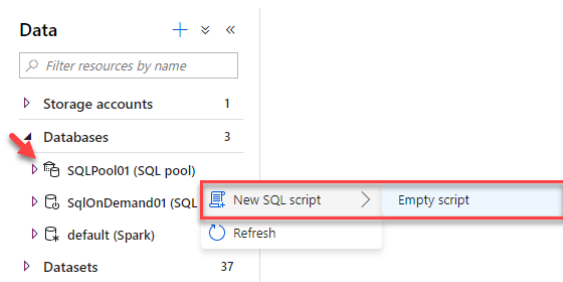 Data
Filter resources by name
Storage accounts 1
Databases 3
SQLPool01 (SQL pool)
SqlOnDemand01 (SQL
New SQL script
Empty script
default (Spark)
Refresh
Datasets 37